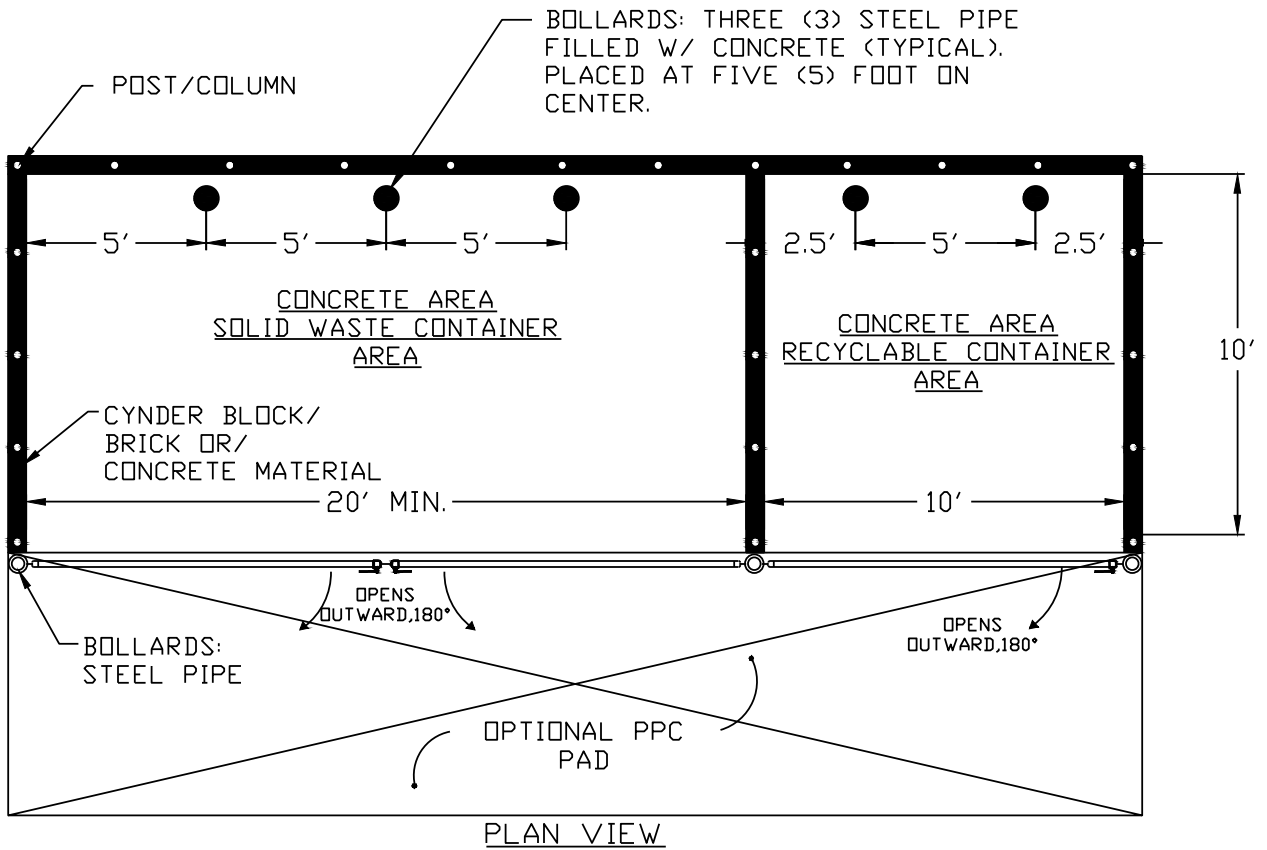 BOLLARDS: THREE (3) STEEL PIPE
FILLED W/ CONCRETE (TYPICAL).
PLACED AT FIVE (5) FOOT ON
CENTER.
POST/COLUMN
5'
5'
5'
2.5'
5'
2.5'
CONCRETE AREA
SOLID WASTE CONTAINER
AREA
CONCRETE AREA
RECYCLABLE CONTAINER
AREA
10'
CYNDER BLOCK/
BRICK OR/
CONCRETE MATERIAL
20' MIN.
10'
OPENS
OUTWARD,180°
OPENS
OUTWARD,180°
BOLLARDS:
STEEL PIPE
OPTIONAL PPC
PAD
PLAN VIEW